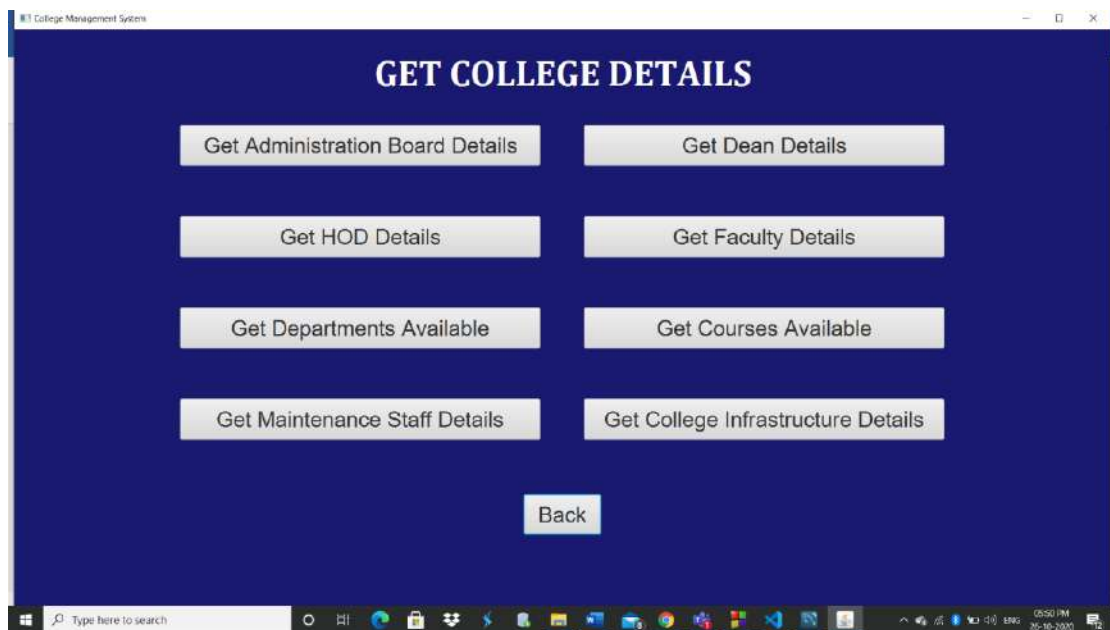 College Management System
GET COLLEGE DETAILS
Get Administration Board Details
Get Dean Details
Get HOD Details
Get Faculty Details
Get Departments Available
Get Courses Available
Get Maintenance Staff Details
Get College Infrastructure Details
Back
Type here to search
ENG
05:50 PM
26-10-2020